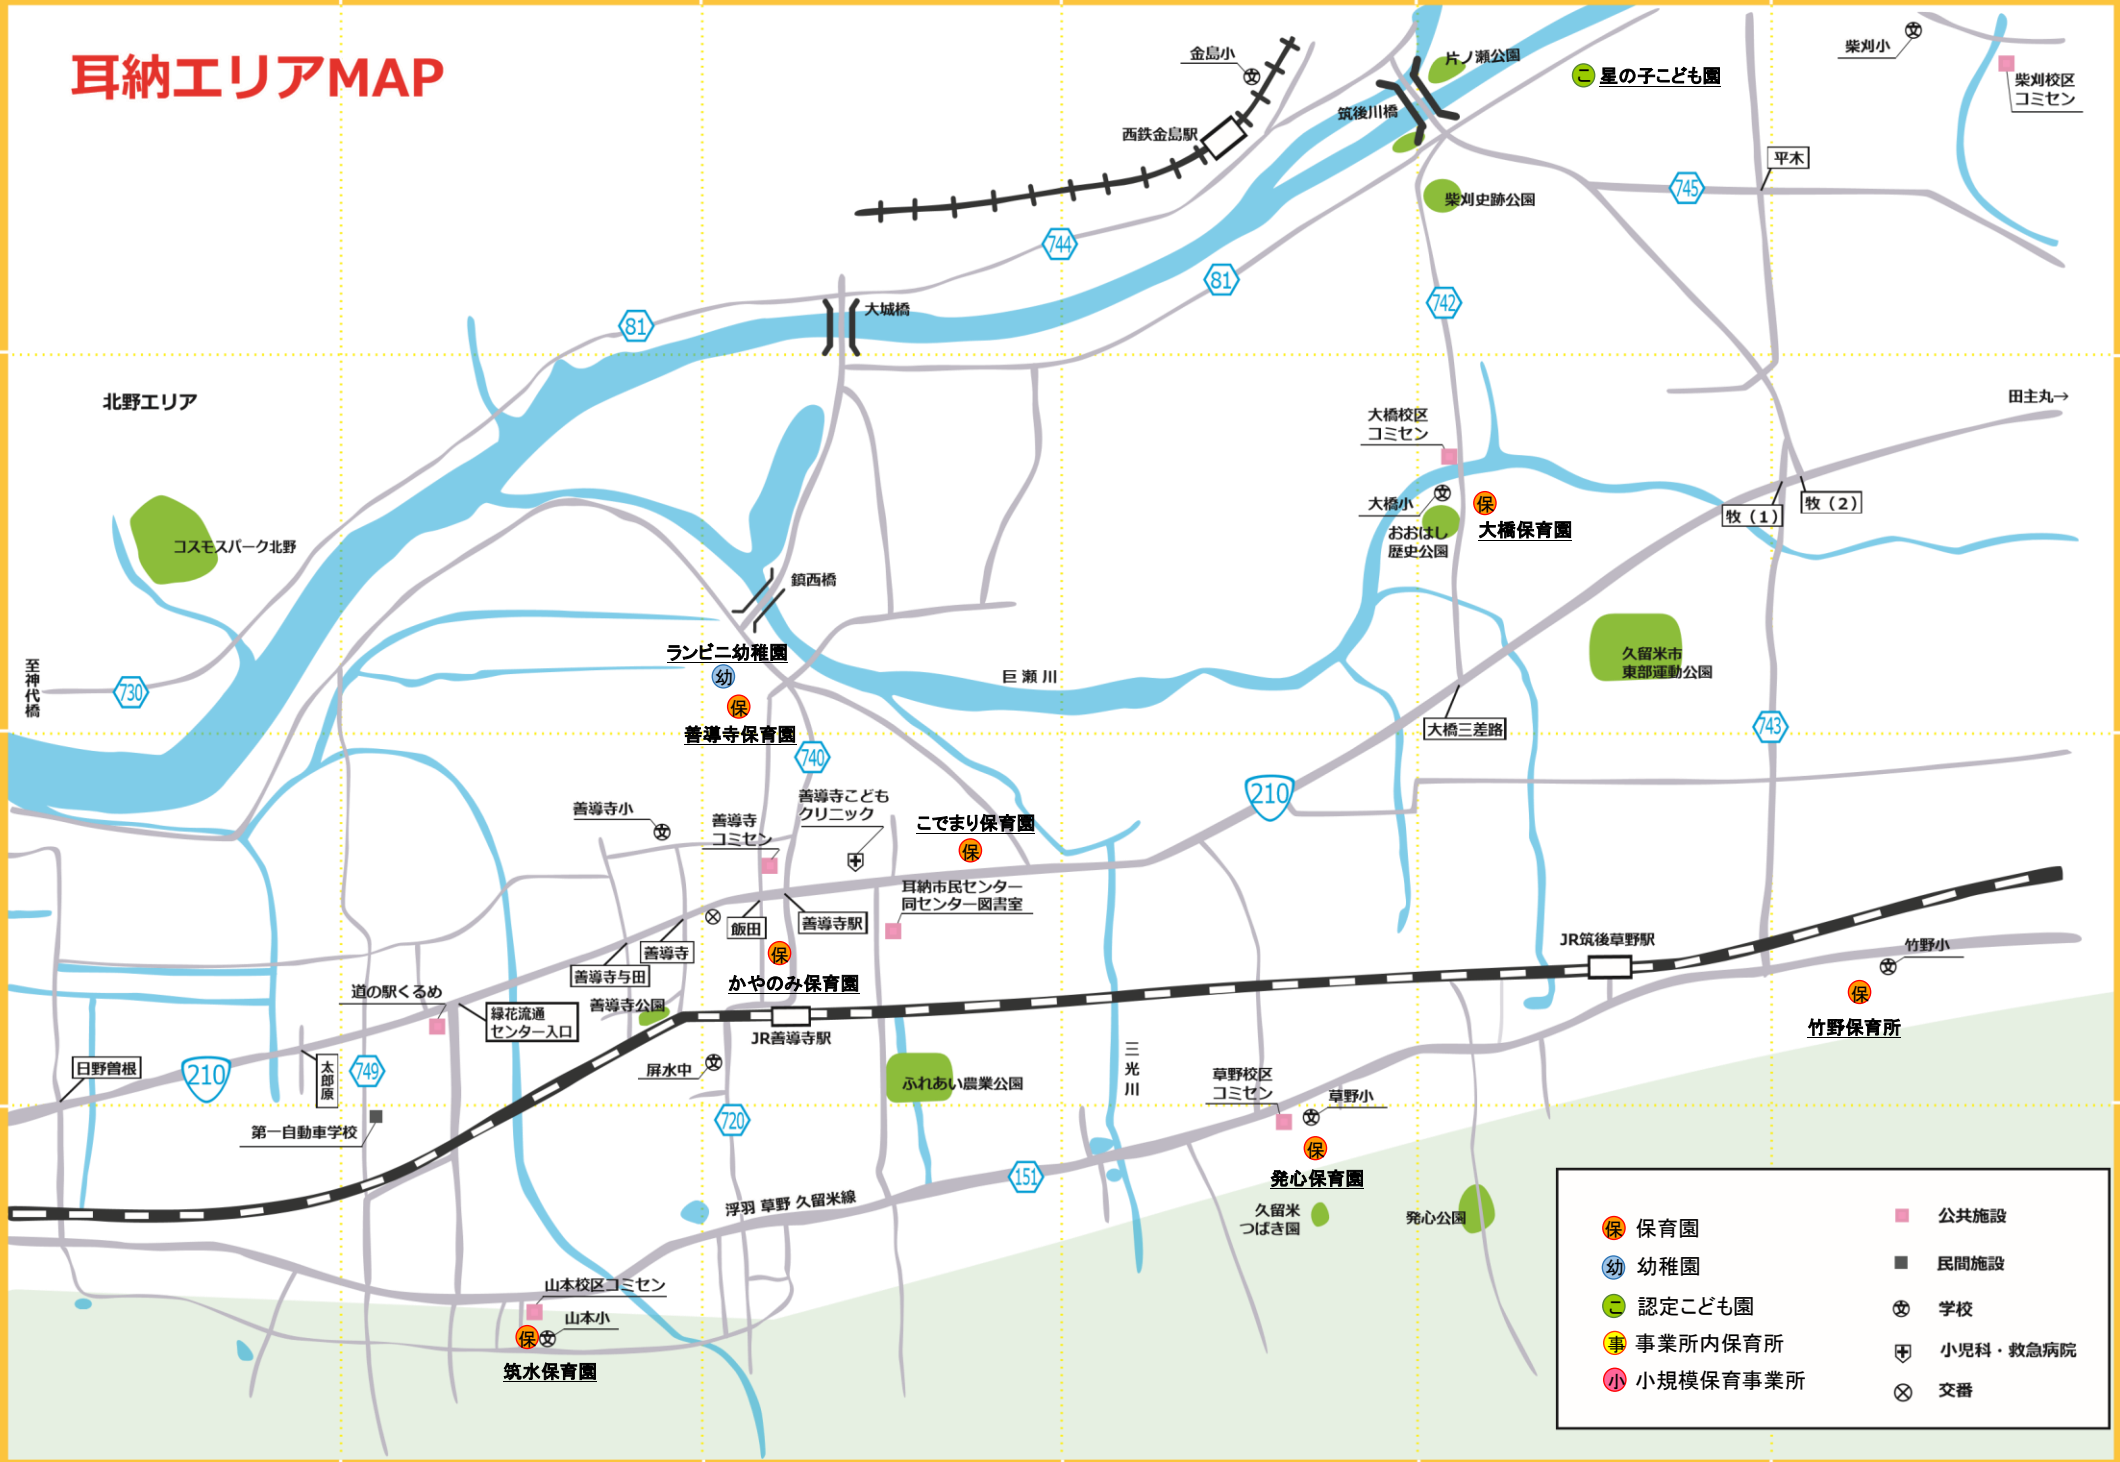 耳納エリアMAP
金島小
西鉄金島駅
片ノ瀬公園
筑後川橋
こ 星の子こども園
柴刈小
柴刈校区
コミセン
平木
745
柴刈史跡公園
744
81
742
大城橋
81
北野エリア
田主丸→
大橋校区
コミセン
大橋小
保
大橋保育園
おおはし
歴史公園
牧（1）
牧（2）
コスモスパーク北野
鎮西橋
至神代橋
730
ランビニ幼稚園
幼
保
善導寺保育園
巨瀬川
久留米市
東部運動公園
大橋三差路
743
740
210
善導寺小
善導寺
コミセン
善導寺こども
クリニック
こでまり保育園
保
耳納市民センター
同センター図書室
飯田
善導寺駅
善導寺
善導寺与田
保
かやのみ保育園
道の駅くるめ
緑花流通
センター入口
善導寺公園
JR善導寺駅
JR筑後草野駅
竹野小
保
竹野保育所
日野曽根
210
太郎原
749
屏水中
ふれあい農業公園
三光川
第一自動車学校
720
草野校区
コミセン
草野小
保
発心保育園
151
浮羽 草野 久留米線
久留米
つばき園
発心公園
山本校区コミセン
山本小
保
筑水保育園
保 保育園
幼 幼稚園
こ 認定こども園
事 事業所内保育所
小 小規模保育事業所
公共施設
民間施設
文 学校
小児科・救急病院
交番